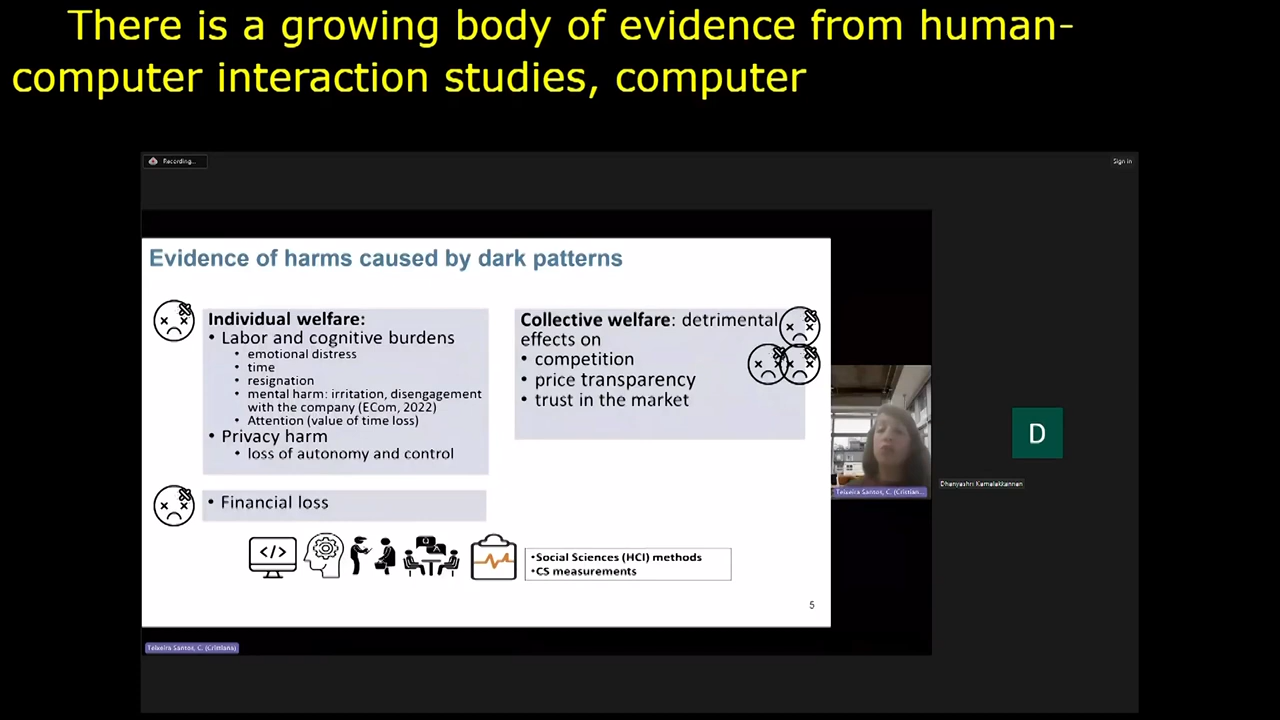 There is a growing body of evidence from human-
computer interaction studies, computer
Recording...
Sign in
Evidence of harms caused by dark patterns
Individual welfare:
• Labor and cognitive burdens
• emotional distress
• time
• resignation
• mental harm: irritation, disengagement
with the company (ECom, 2022)
• Attention (value of time loss)
• Privacy harm
• loss of autonomy and control
• Financial loss
Collective welfare: detrimental
effects on
• competition
• price transparency
• trust in the market
</>
•Social Sciences (HCI) methods
•CS measurements
5
Teixeira Santos, C. (Cristian...
D
Dhanyashri Kamalakkannan
Teixeira Santos, C. (Cristiana)